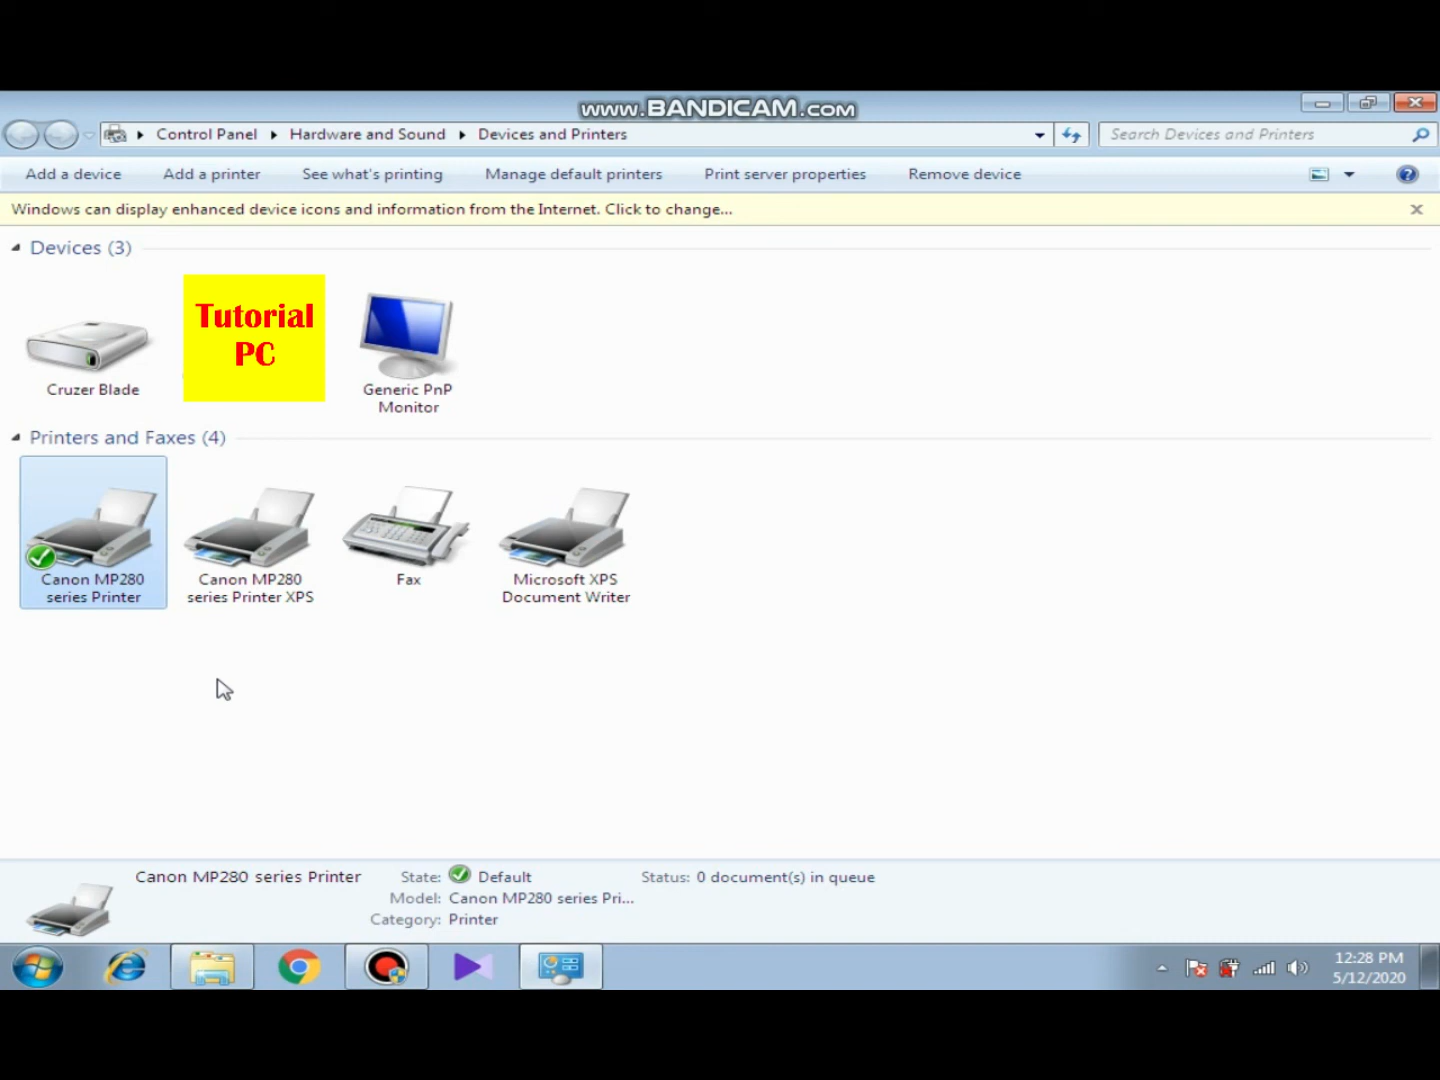 www.BANDICAM.com
Control Panel
Hardware and Sound
Devices and Printers
Search Devices and Printers
Add a device
Add a printer
See what's printing
Manage default printers
Print server properties
Remove device
Windows can display enhanced device icons and information from the Internet. Click to change...
Devices (3)
Cruzer Blade
Tutorial
PC
Generic PnP
Monitor
Printers and Faxes (4)
Canon MP280
series Printer
Canon MP280
series Printer XPS
Fax
Microsoft XPS
Document Writer
Canon MP280 series Printer
State: Default
Model: Canon MP280 series Pri...
Category: Printer
Status: 0 document(s) in queue
12:28 PM
5/12/2020